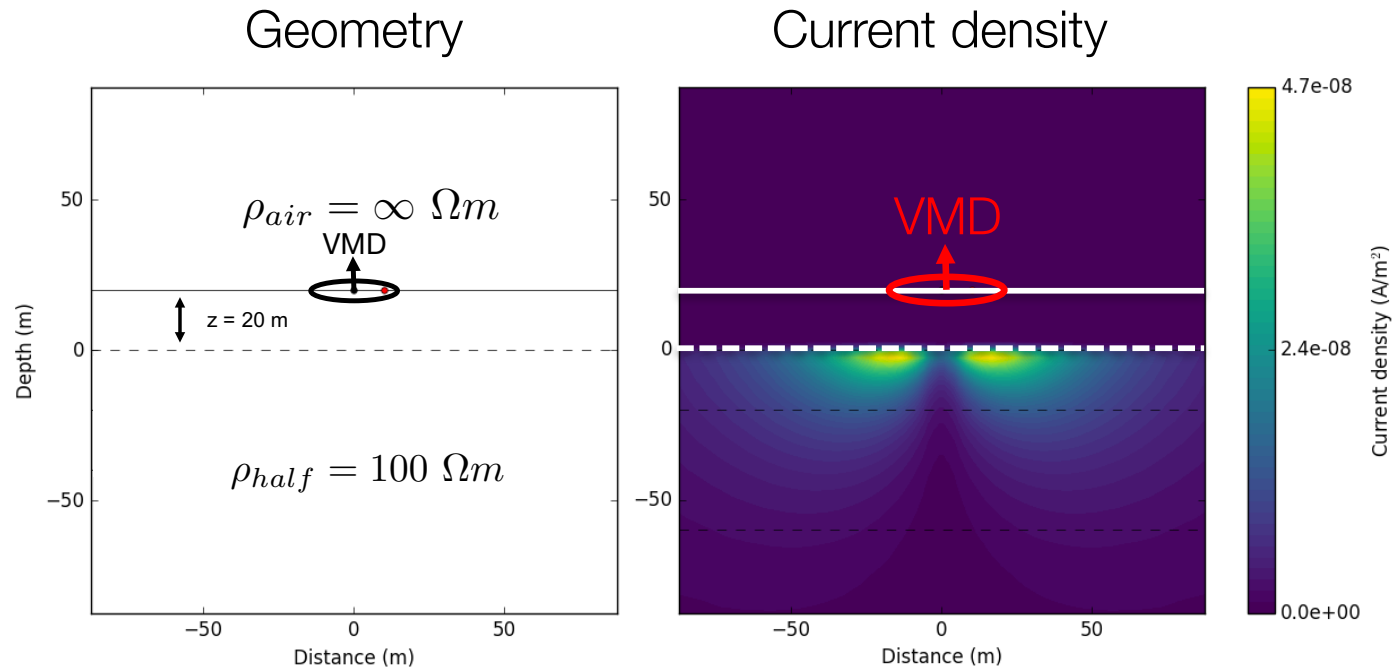 Geometry
Current density
50
0
−50
Depth (m)
ρ_air = ∞ Ωm
VMD
z = 20 m
ρ_half = 100 Ωm
−50
0
50
Distance (m)
50
0
−50
VMD
−50
0
50
Distance (m)
4.7e-08
2.4e-08
0.0e+00
Current density (A/m²)